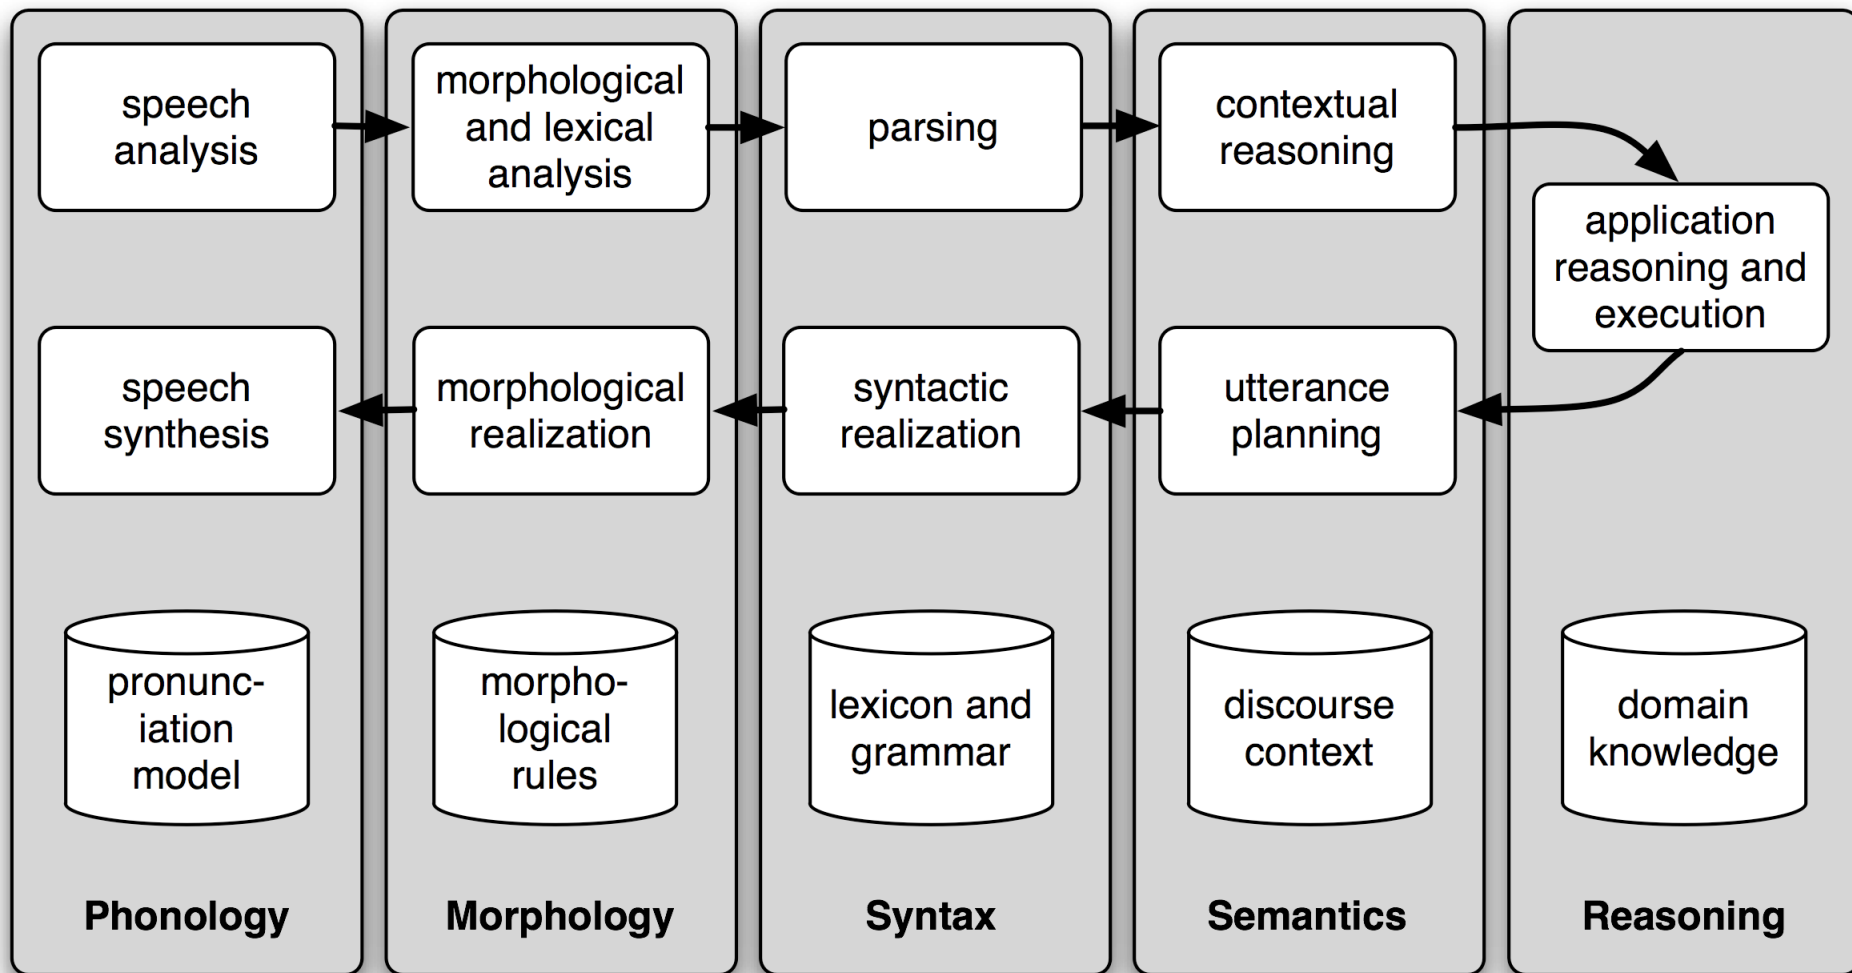 speech
analysis
morphological
and lexical
analysis
parsing
contextual
reasoning
application
reasoning and
execution
speech
synthesis
morphological
realization
syntactic
realization
utterance
planning
pronunc-
iation
model
morpho-
logical
rules
lexicon and
grammar
discourse
context
domain
knowledge
Phonology
Morphology
Syntax
Semantics
Reasoning